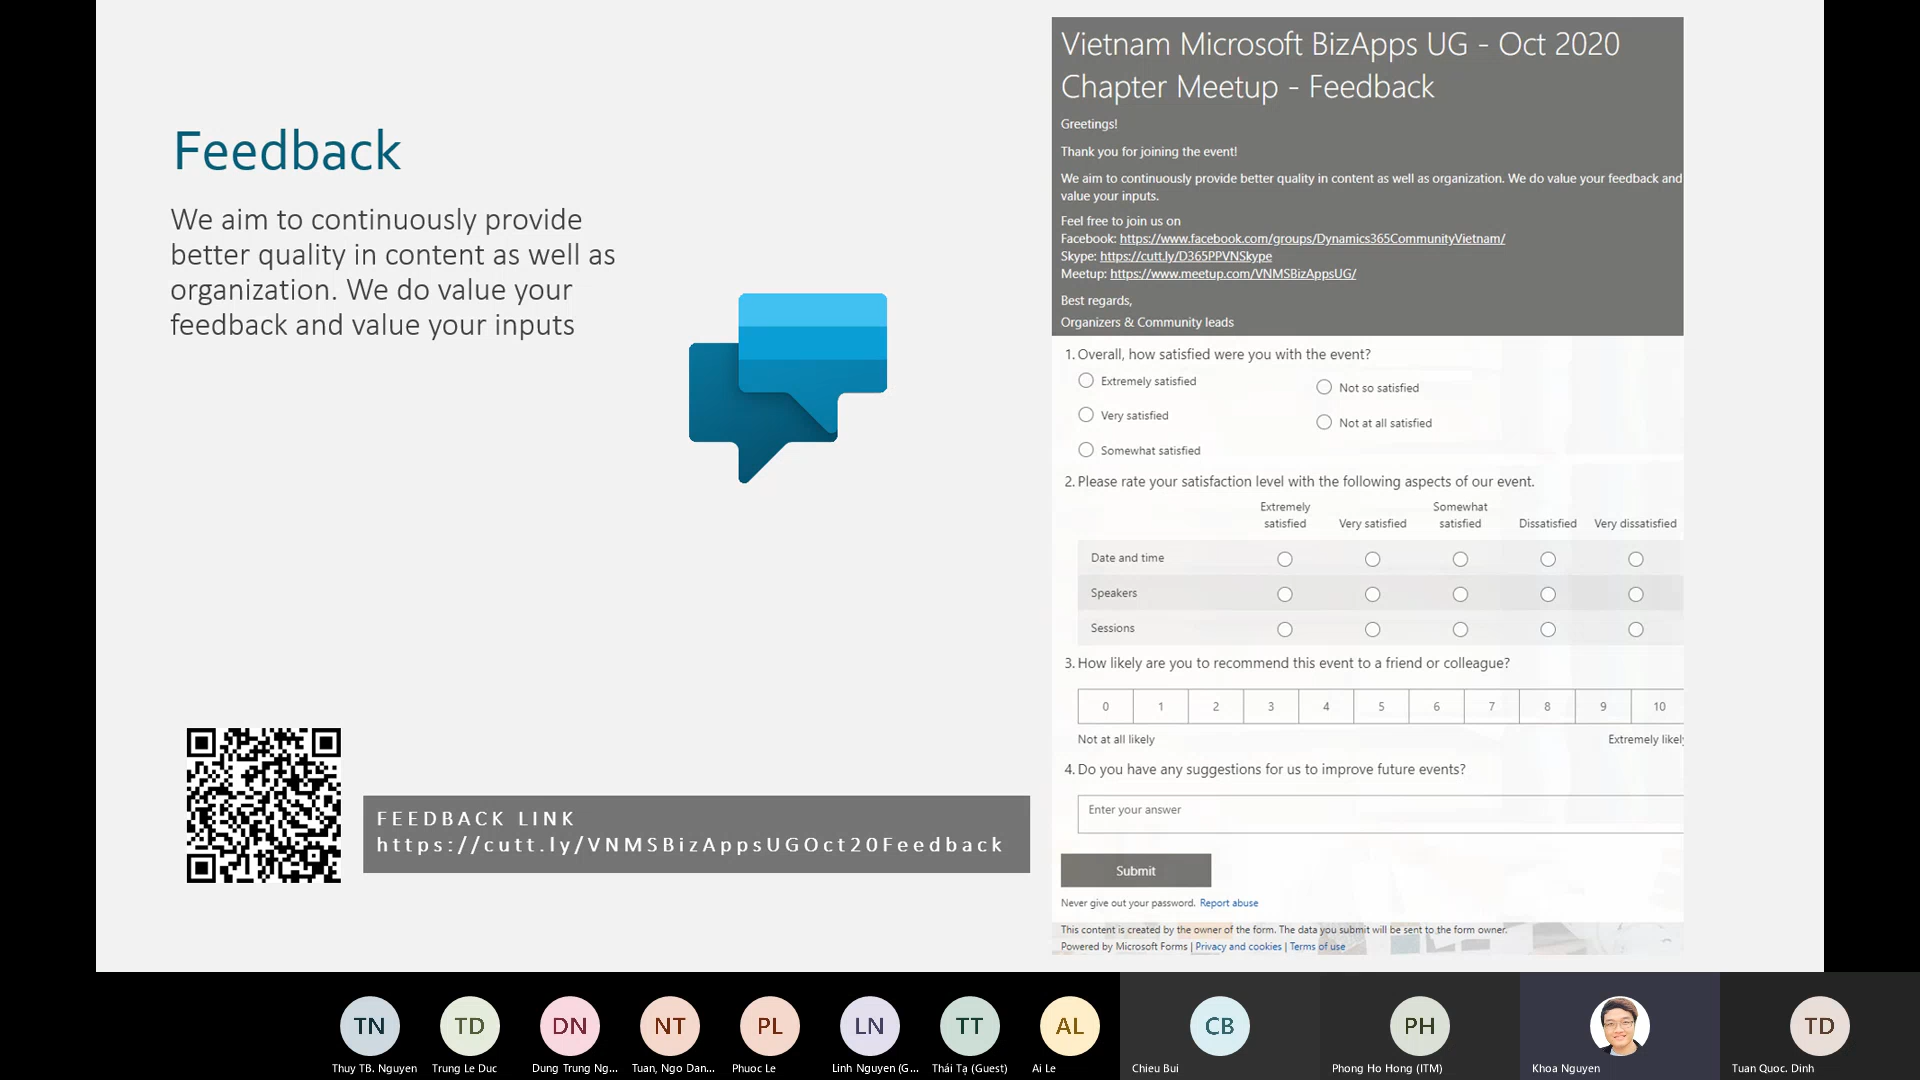 Feedback
We aim to continuously provide
better quality in content as well as
organization. We do value your
feedback and value your inputs
FEEDBACK LINK
https://cutt.ly/VNMSBizAppsUGOct20Feedback
Vietnam Microsoft BizApps UG - Oct 2020
Chapter Meetup - Feedback
Greetings!
Thank you for joining the event!
We aim to continuously provide better quality in content as well as organization. We do value your feedback and
value your inputs.
Feel free to join us on
Facebook: https://www.facebook.com/groups/Dynamics365CommunityVietnam/
Skype: https://cutt.ly/D365PPVNSkype
Meetup: https://www.meetup.com/VNMSBizAppsUG/
Best regards,
Organizers & Community leads
1. Overall, how satisfied were you with the event?
Extremely satisfied
Very satisfied
Somewhat satisfied
Not so satisfied
Not at all satisfied
2. Please rate your satisfaction level with the following aspects of our event.
Extremely satisfied Very satisfied Somewhat satisfied Dissatisfied Very dissatisfied
Date and time
Speakers
Sessions
3. How likely are you to recommend this event to a friend or colleague?
0 1 2 3 4 5 6 7 8 9 10
Not at all likely Extremely likely
4. Do you have any suggestions for us to improve future events?
Enter your answer
Submit
Never give out your password. Report abuse
This content is created by the owner of the form. The data you submit will be sent to the form owner.
Powered by Microsoft Forms | Privacy and cookies | Terms of use
TN TD DN NT PL LN TT AL CB PH TD
Thuy TB. Nguyen Trung Le Duc Dung Trung Ng... Tuan, Ngo Dan... Phuoc Le Linh Nguyen (G... Thái Tạ (Guest) Ai Le Chieu Bui Phong Ho Hong (ITM) Khoa Nguyen Tuan Quoc. Dinh